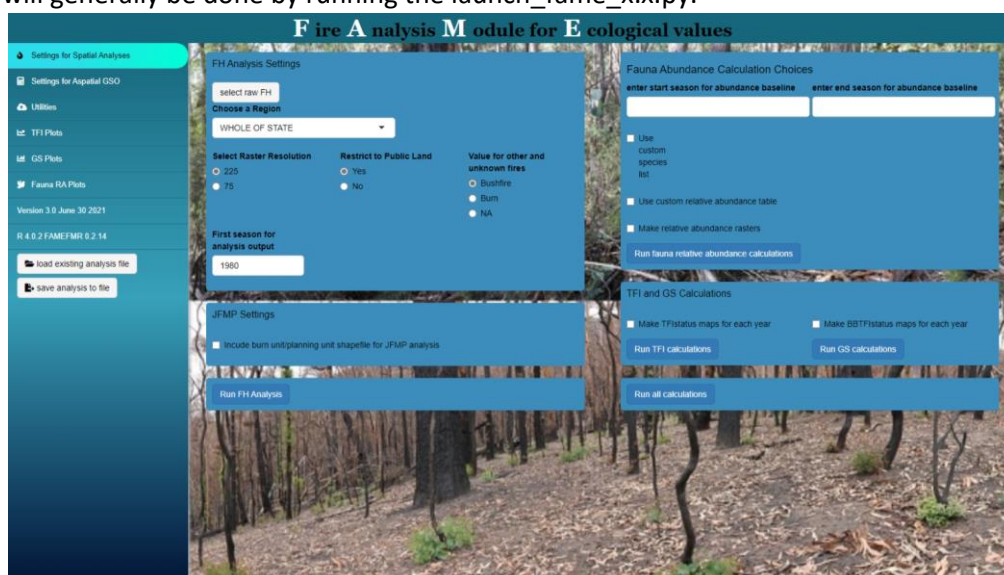 will generally be done by running the launch_fame_x.x.py.
F ire A nalysis M odule for E cological values
Settings for Spatial Analyses
Settings for Aspatial GSO
Utilities
TFI Plots
GS Plots
Fauna RA Plots
Version 3.0 June 30 2021
R 4.0.2 FAMEFMR 0.2.14
load existing analysis file
save analysis to file
FH Analysis Settings
select raw FH
Choose a Region
WHOLE OF STATE
Select Raster Resolution
225
75
Restrict to Public Land
Yes
No
Value for other and
unknown fires
Bushfire
Burn
NA
First season for
analysis output
1980
JFMP Settings
Incude burn unit/planning unit shapefile for JFMP analysis
Run FH Analysis
Fauna Abundance Calculation Choices
enter start season for abundance baseline
enter end season for abundance baseline
Use
custom
species
list
Use custom relative abundance table
Make relative abundance rasters
Run fauna relative abundance calculations
TFI and GS Calculations
Make TFIstatus maps for each year
Make BBTFIstatus maps for each year
Run TFI calculations
Run GS calculations
Run all calculations